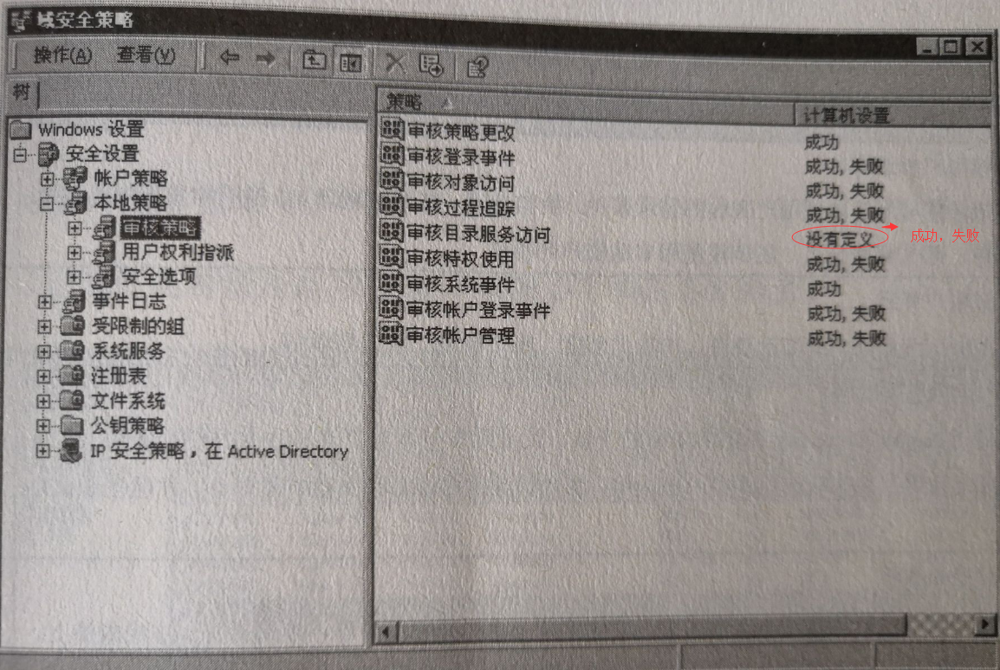 域安全策略
操作(A) 查看(V)
树
策略 计算机设置
Windows 设置
安全设置
帐户策略
本地策略
审核策略
用户权利指派
安全选项
事件日志
受限制的组
系统服务
注册表
文件系统
公钥策略
IP 安全策略，在 Active Directory
审核策略更改 成功
审核登录事件 成功, 失败
审核对象访问 成功, 失败
审核过程追踪 成功, 失败
审核目录服务访问 没有定义 成功，失败
审核特权使用 成功, 失败
审核系统事件 成功
审核帐户登录事件 成功, 失败
审核帐户管理 成功, 失败